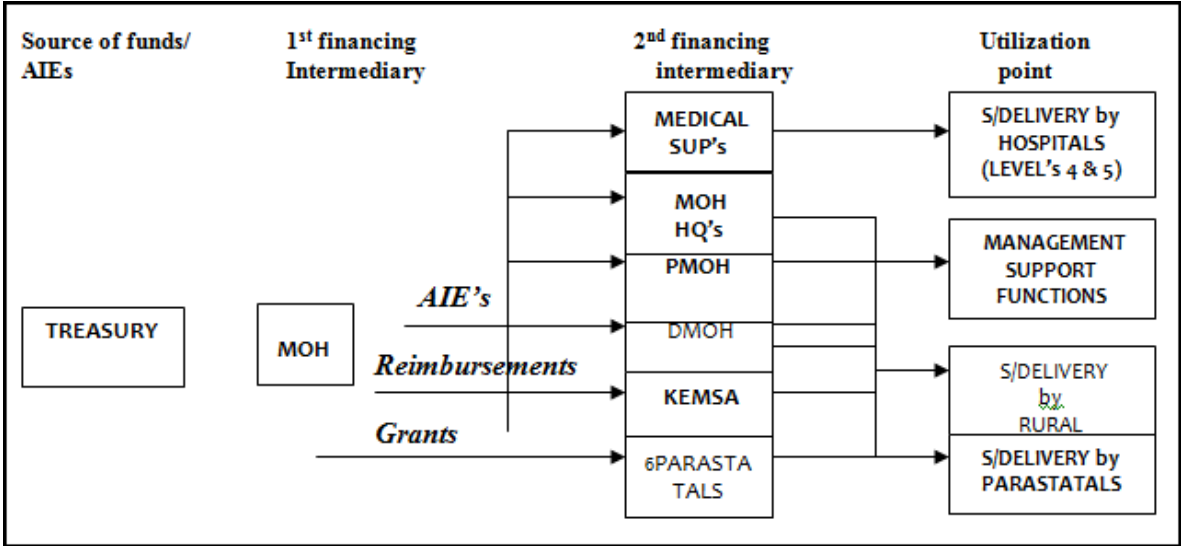 Source of funds/
AIEs
1st financing
Intermediary
2nd financing
intermediary
Utilization
point
MEDICAL
SUP's
S/DELIVERY by
HOSPITALS
(LEVEL's 4 & 5)
MOH
HQ's
MANAGEMENT
SUPPORT
FUNCTIONS
PMOH
AIE's
TREASURY
MOH
DMOH
Reimbursements
KEMSA
S/DELIVERY
by
RURAL
Grants
6PARASTA
TALS
S/DELIVERY by
PARASTATALS